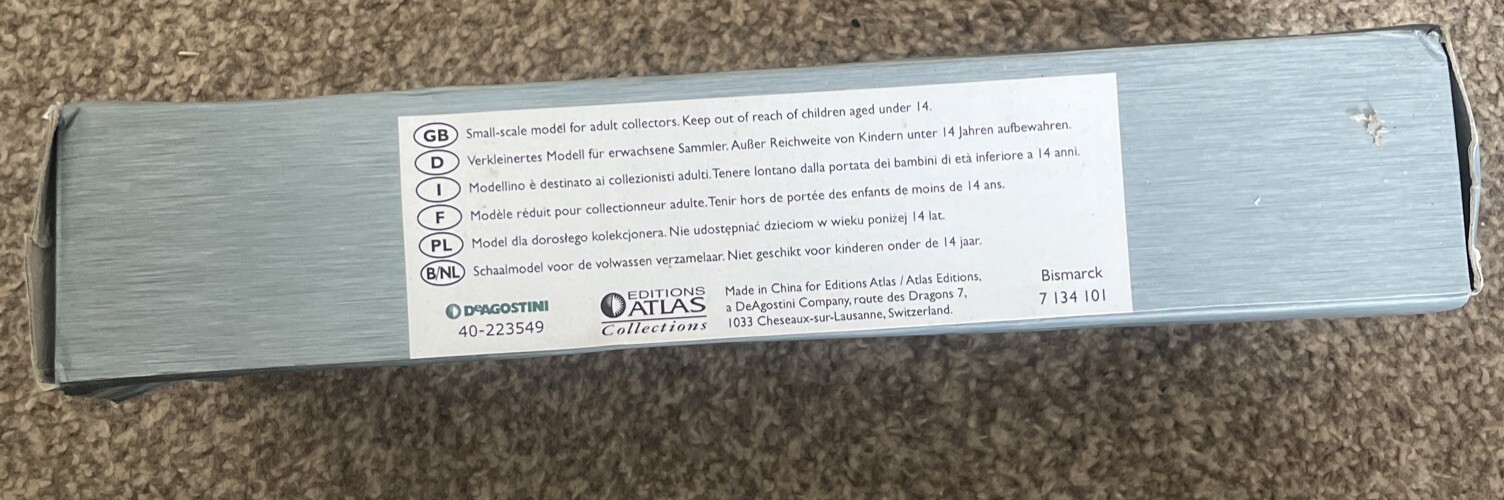 GB Small-scale model for adult collectors. Keep out of reach of children aged under 14.
D Verkleinertes Modell für erwachsene Sammler. Außer Reichweite von Kindern unter 14 Jahren aufbewahren.
I Modellino è destinato ai collezionisti adulti. Tenere lontano dalla portata dei bambini di età inferiore a 14 anni.
F Modèle réduit pour collectionneur adulte. Tenir hors de portée des enfants de moins de 14 ans.
PL Model dla dorosłego kolekcjonera. Nie udostępniać dzieciom w wieku poniżej 14 lat.
B/NL Schaalmodel voor de volwassen verzamelaar. Niet geschikt voor kinderen onder de 14 jaar.
DeAGOSTINI
40-223549
EDITIONS
ATLAS
Collections
Made in China for Editions Atlas / Atlas Editions,
a DeAgostini Company, route des Dragons 7,
1033 Cheseaux-sur-Lausanne, Switzerland.
Bismarck
7 134 101